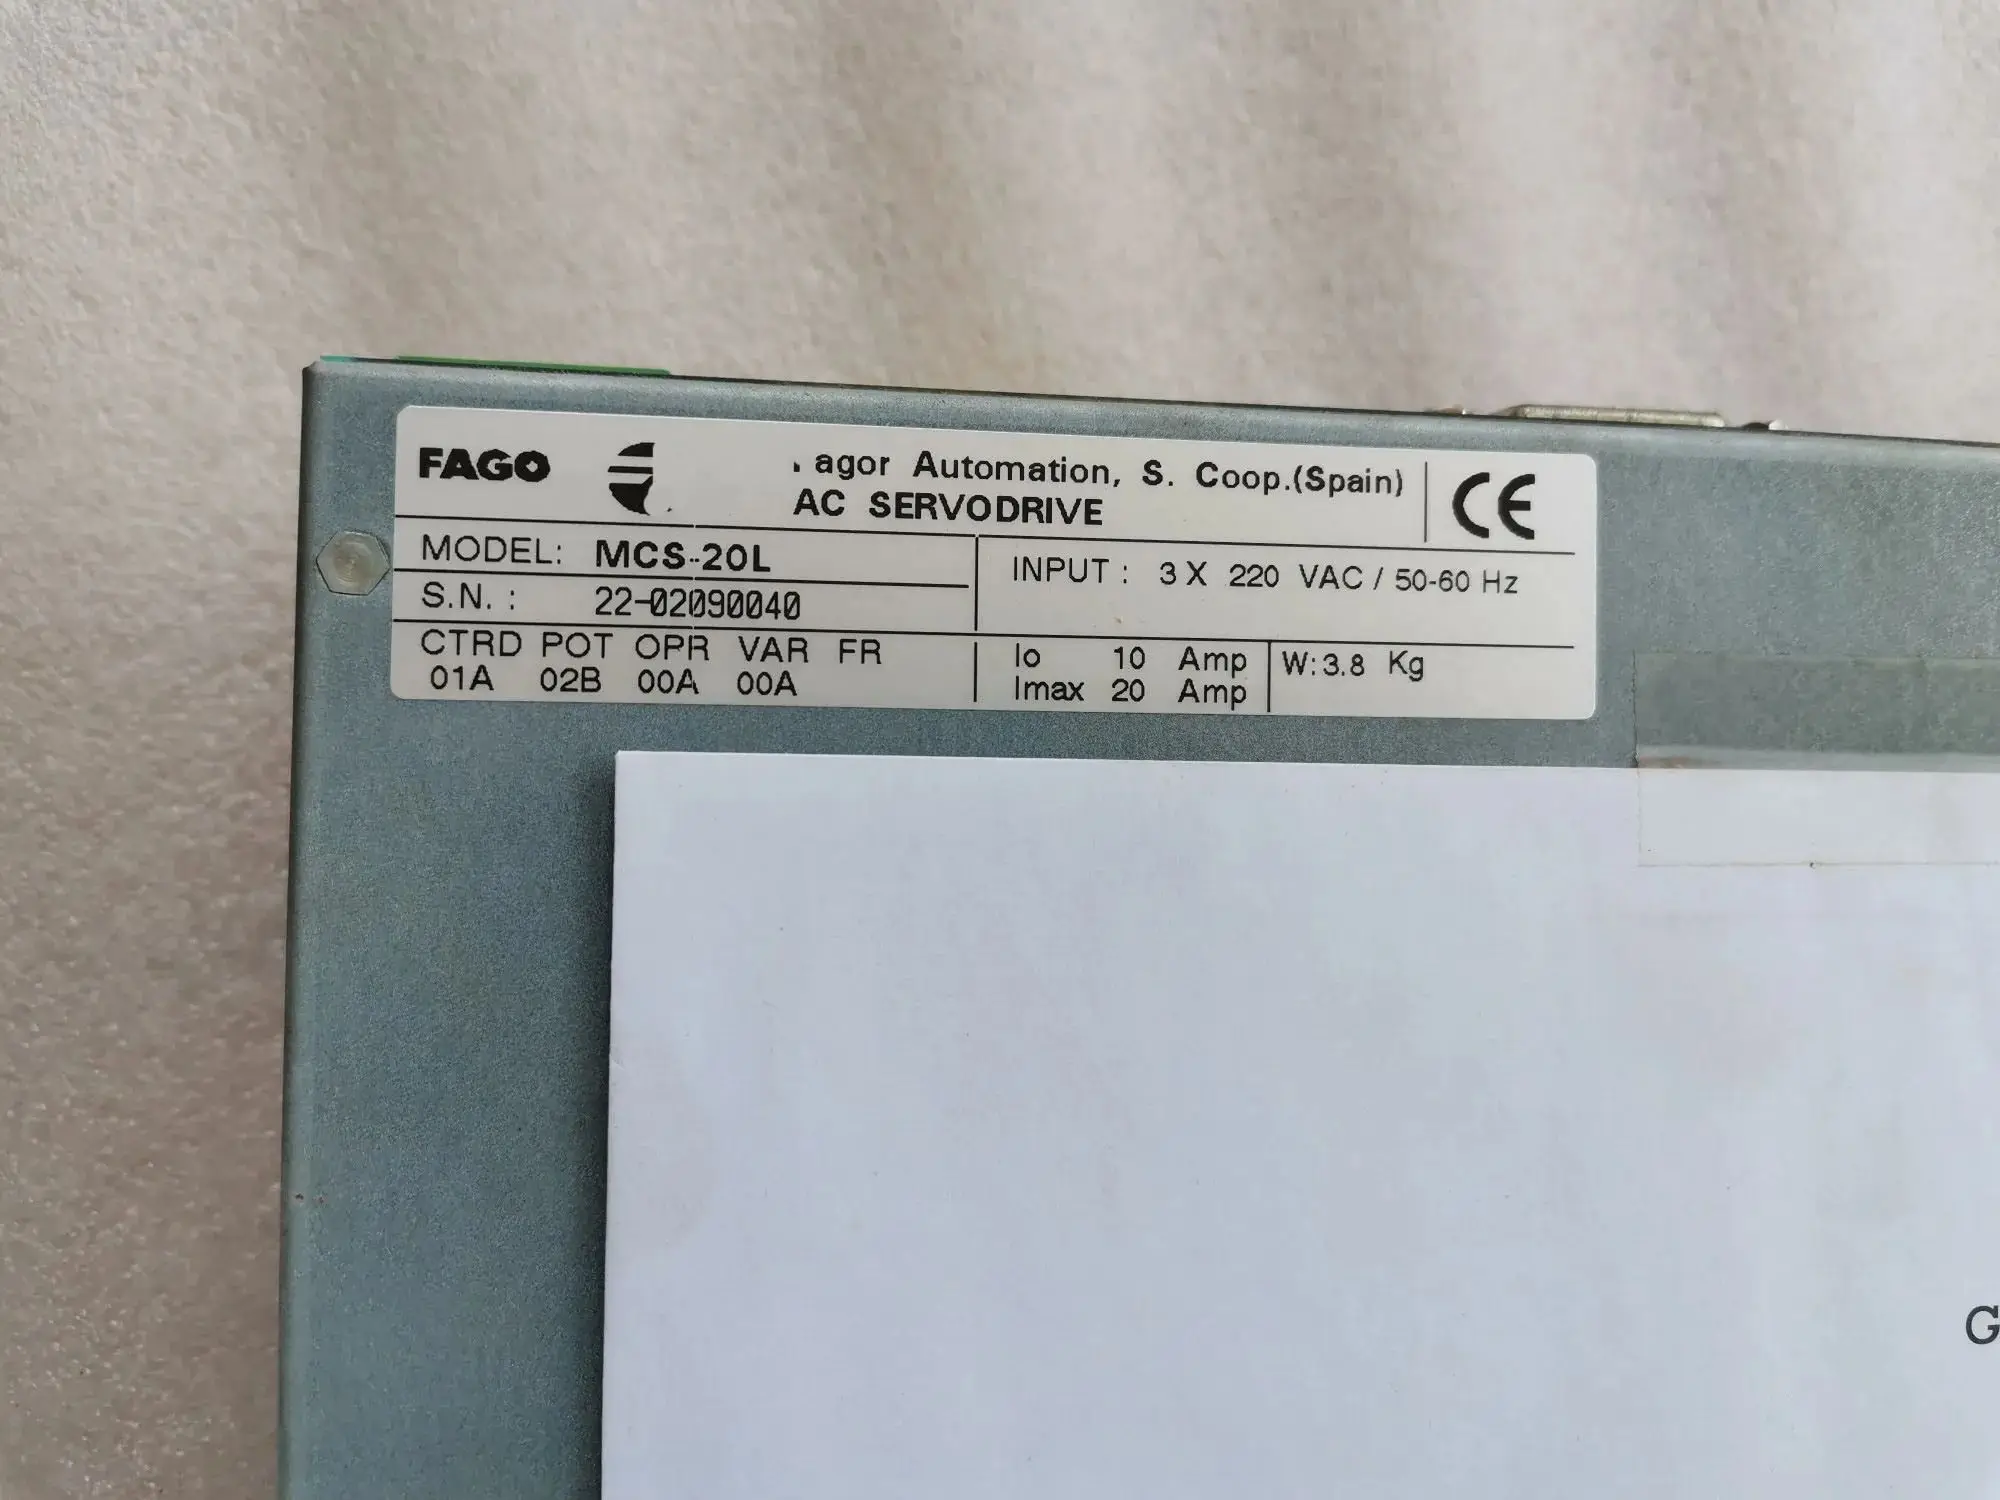 FAGO
agor Automation, S. Coop.(Spain)
AC SERVODRIVE
CE
MODEL: MCS-20L
INPUT : 3 X 220 VAC / 50-60 Hz
S.N. : 22-02090040
CTRD POT OPR VAR FR
01A 02B 00A 00A
Io 10 Amp
Imax 20 Amp
W: 3.8 Kg
G